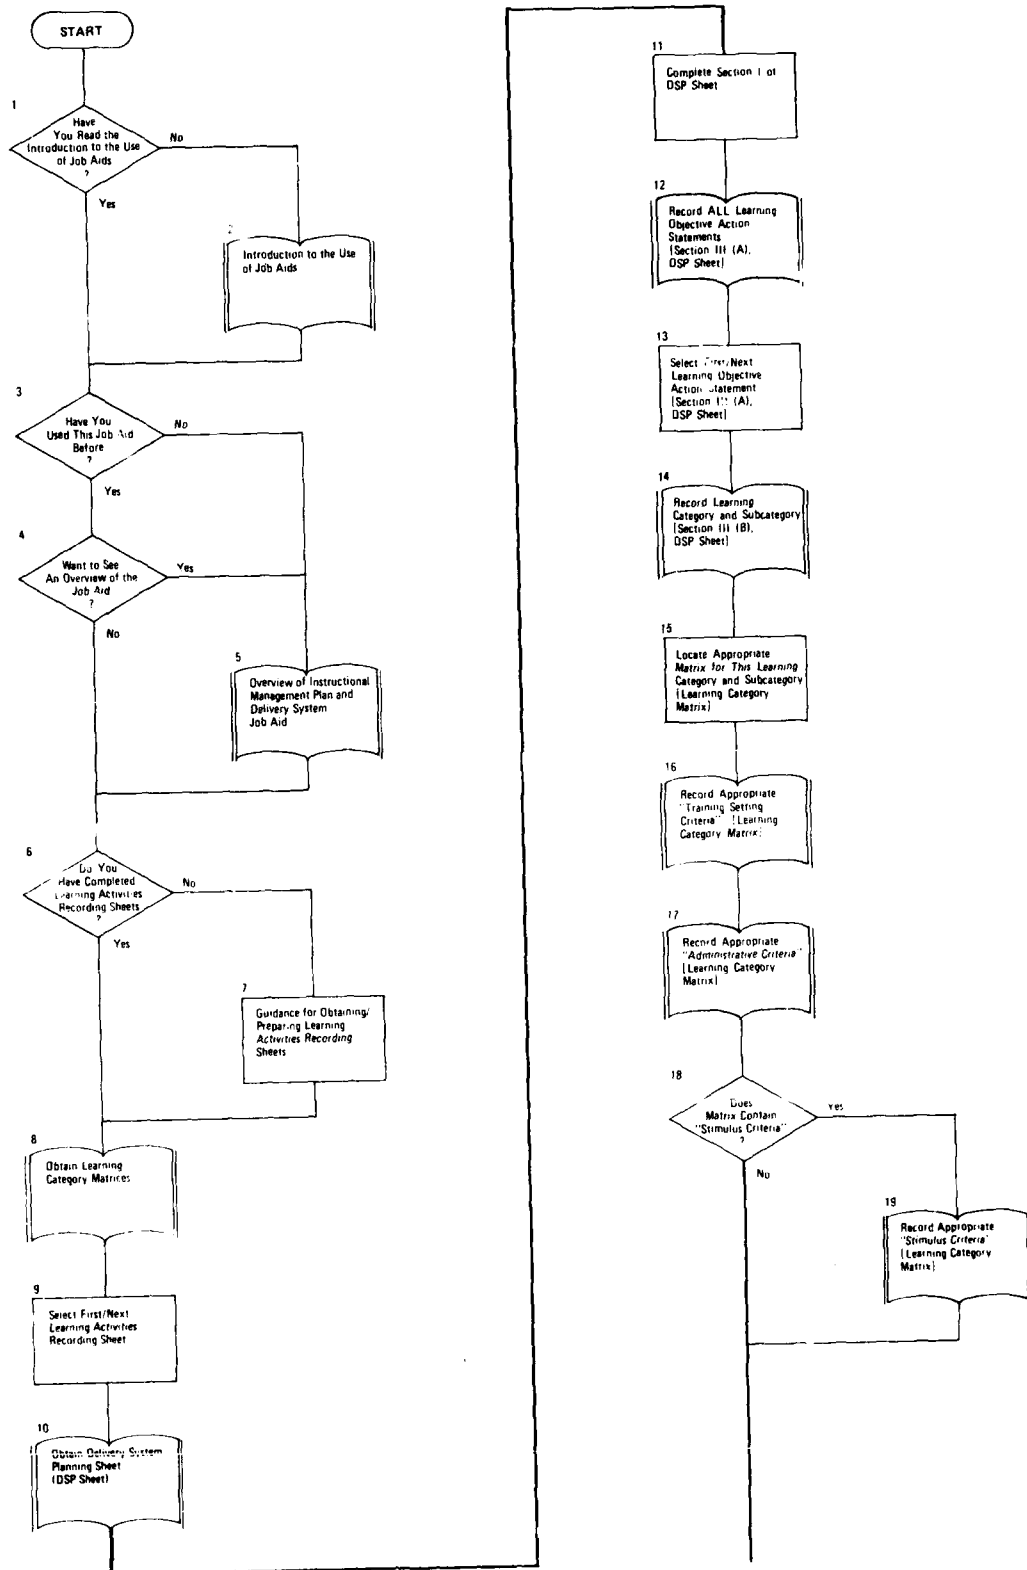 START
1
Have
You Read the
Introduction to the Use
of Job Aids
?
No
Yes
2
Introduction to the Use
of Job Aids
3
Have You
Used This Job Aid
Before
?
No
Yes
4
Want to See
An Overview of the
Job Aid
?
Yes
No
5
Overview of Instructional
Management Plan and
Delivery System
Job Aid
6
Do You
Have Completed
Learning Activities
Recording Sheets
?
No
Yes
7
Guidance for Obtaining/
Preparing Learning
Activities Recording
Sheets
8
Obtain Learning
Category Matrices
9
Select First/Next
Learning Activities
Recording Sheet
10
Obtain Delivery System
Planning Sheet
(DSP Sheet)
11
Complete Section I of
DSP Sheet
12
Record ALL Learning
Objective Action
Statements
[Section III (A),
DSP Sheet]
13
Select First/Next
Learning Objective
Action Statement
[Section III (A),
DSP Sheet]
14
Record Learning
Category and Subcategory
[Section III (B),
DSP Sheet]
15
Locate Appropriate
Matrix for This Learning
Category and Subcategory
[Learning Category
Matrix]
16
Record Appropriate
"Training Setting
Criteria" [Learning
Category Matrix]
17
Record Appropriate
"Administrative Criteria"
[Learning Category
Matrix]
18
Does
Matrix Contain
"Stimulus Criteria"
?
Yes
No
19
Record Appropriate
"Stimulus Criteria"
[Learning Category
Matrix]